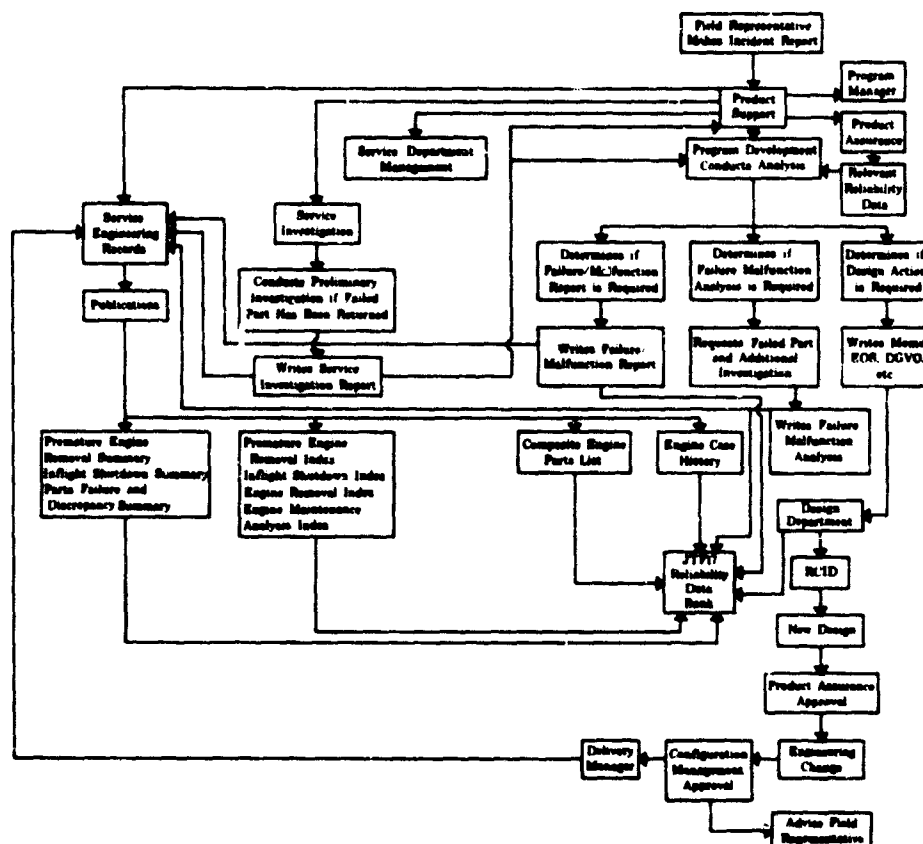 Field Representative
Makes Incident Report
Program
Manager
Product
Support
Product
Assurance
Service Department
Management
Program Development
Conducts Analysis
Relevant
Reliability
Data
Service
Engineering
Records
Service
Investigation
Determines if
Failure/Malfunction
Report is Required
Determines if
Failure Malfunction
Analysis is Required
Determines if
Design Action
is Required
Publications
Conducts Preliminary
Investigation if Failed
Part Has Been Returned
Writes Service
Investigation Report
Writes Failure-
Malfunction Report
Requests Failed Part
and Additional
Investigation
Writes Memo
etc
Premature Engine
Removal Summary
Inflight Shutdown Summary
Parts Failure and
Discrepancy Summary
Premature Engine
Removal Index
Inflight Shutdown Index
Engine Removal Index
Engine Maintenance
Analysis Index
Composite Engine
Parts List
Engine Case
History
Writes Failure
Malfunction
Analysis
Design
Department
Reliability
Data
Bank
RCID
New Design
Product Assurance
Approval
Delivery
Manager
Configuration
Management
Approval
Engineering
Change
Advise Field
Representative